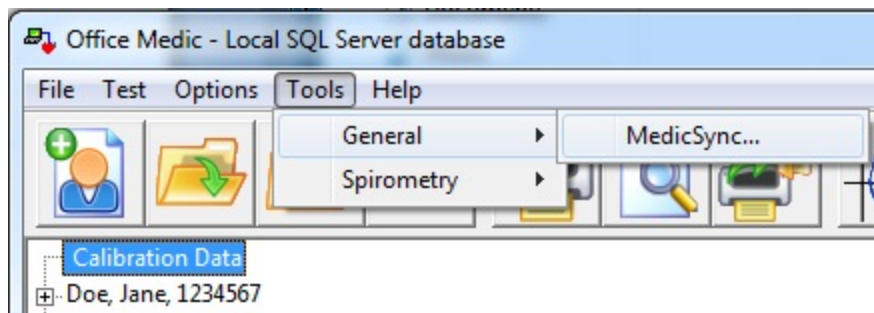 Office Medic - Local SQL Server database
File Test Options Tools Help
General MedicSync...
Spirometry
Calibration Data
Doe, Jane, 1234567